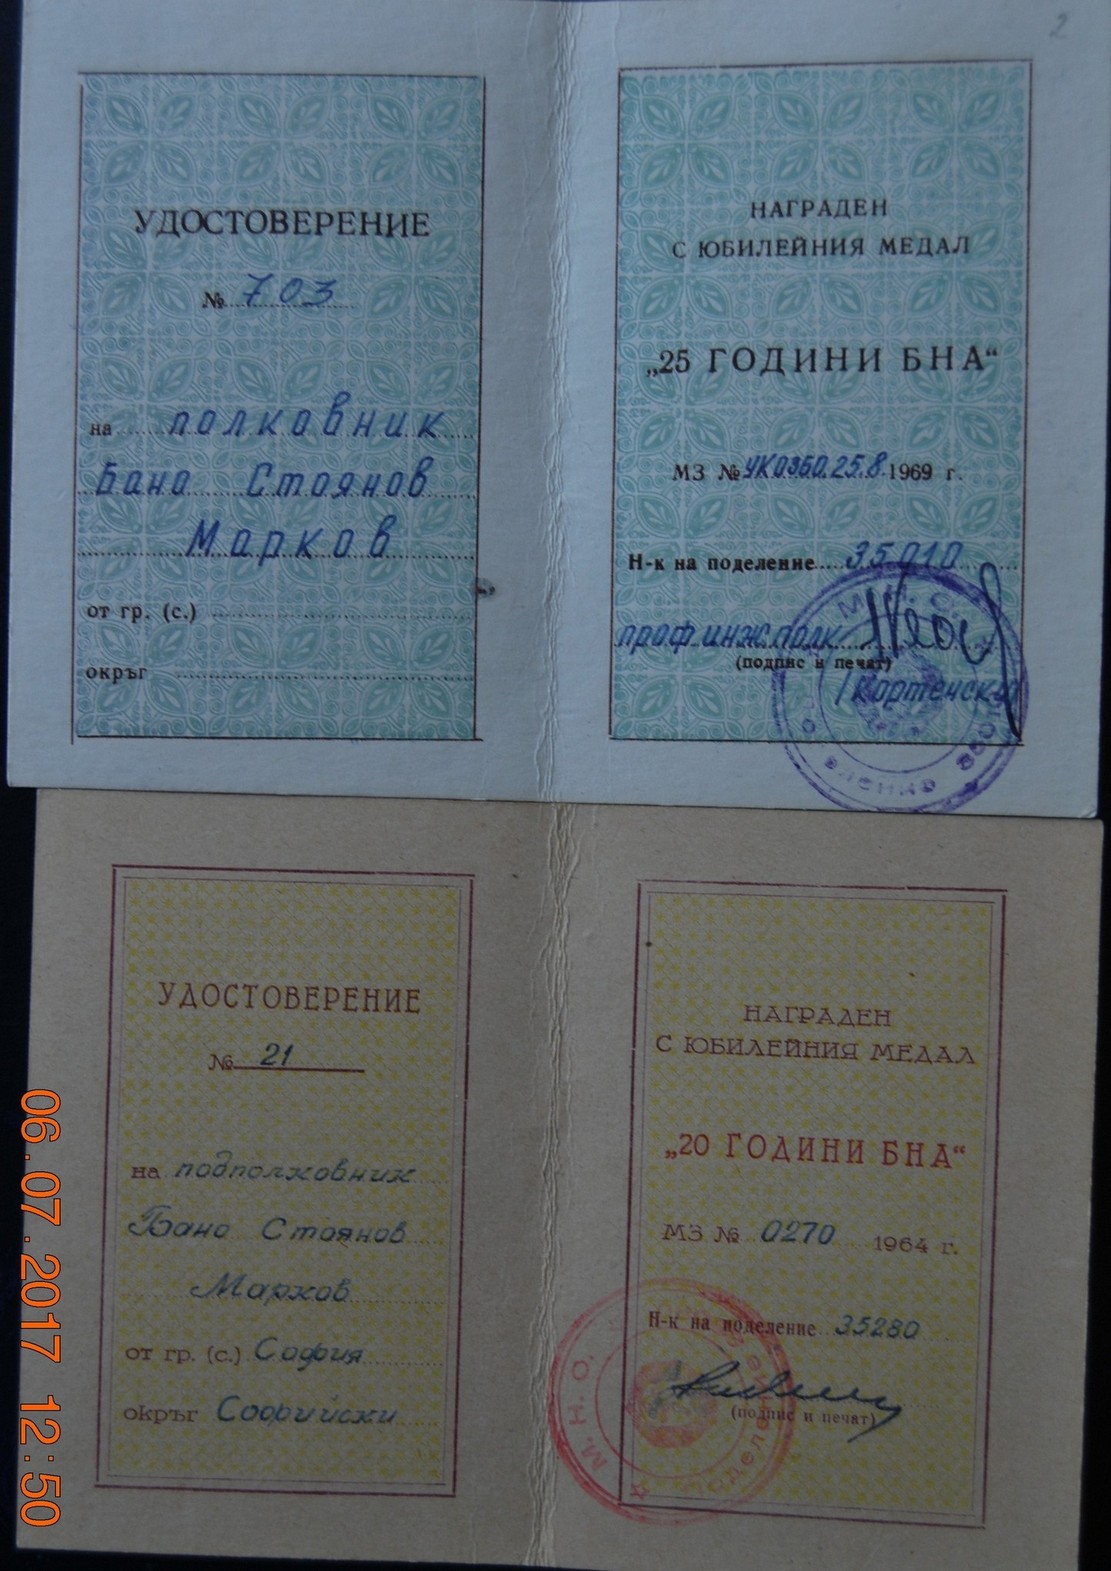 2
УДОСТОВЕРЕНИЕ
№ 703
на полковник
Бано Стоянов
Марков
от гр. (с.)
окръг
НАГРАДЕН
С ЮБИЛЕЙНИЯ МЕДАЛ
„25 ГОДИНИ БНА“
МЗ № УК0360.25.8.1969 г.
Н-к на поделение 35010
проф.инж.полк.
(подпис и печат)
/Кортенски
УДОСТОВЕРЕНИЕ
№ 21
на подполковник
Бано Стоянов
Марков
от гр. (с.) София
окръг Софийски
НАГРАДЕН
С ЮБИЛЕЙНИЯ МЕДАЛ
„20 ГОДИНИ БНА“
МЗ № 0270 1964 г.
Н-к на поделение 35280
(подпис и печат)
М. Н. О.
06.07.2017 12:50